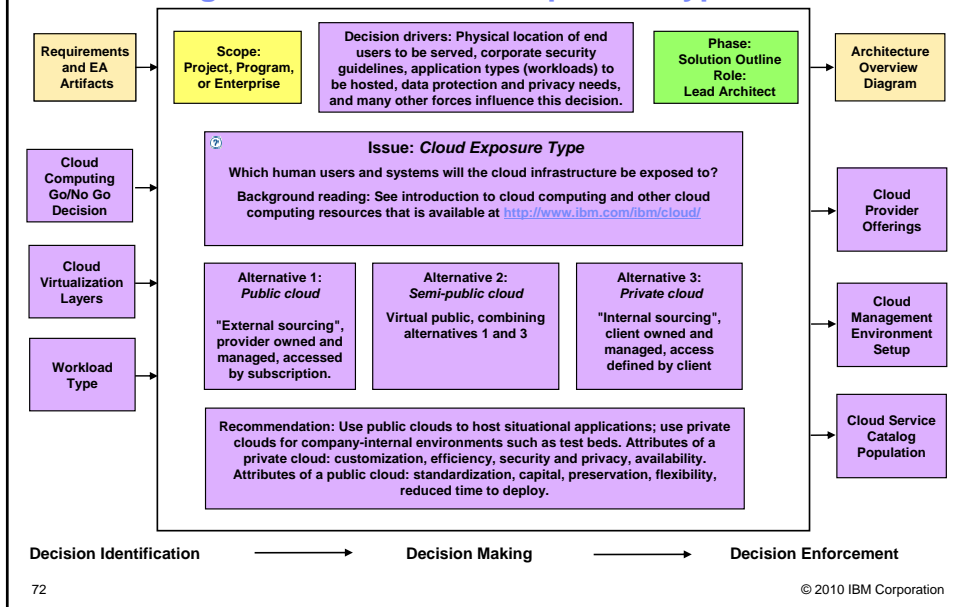 Requirements
and EA
Artifacts
Scope:
Project, Program,
or Enterprise
Decision drivers: Physical location of end
users to be served, corporate security
guidelines, application types (workloads) to
be hosted, data protection and privacy needs,
and many other forces influence this decision.
Phase:
Solution Outline
Role:
Lead Architect
Architecture
Overview
Diagram
Cloud
Computing
Go/No Go
Decision
Cloud
Virtualization
Layers
Workload
Type
?
Issue: Cloud Exposure Type
Which human users and systems will the cloud infrastructure be exposed to?
Background reading: See introduction to cloud computing and other cloud
computing resources that is available at http://www.ibm.com/ibm/cloud/
Alternative 1:
Public cloud
"External sourcing",
provider owned and
managed, accessed
by subscription.
Alternative 2:
Semi-public cloud
Virtual public, combining
alternatives 1 and 3
Alternative 3:
Private cloud
"Internal sourcing",
client owned and
managed, access
defined by client
Recommendation: Use public clouds to host situational applications; use private
clouds for company-internal environments such as test beds. Attributes of a
private cloud: customization, efficiency, security and privacy, availability.
Attributes of a public cloud: standardization, capital, preservation, flexibility,
reduced time to deploy.
Cloud
Provider
Offerings
Cloud
Management
Environment
Setup
Cloud Service
Catalog
Population
Decision Identification
Decision Making
Decision Enforcement
72
© 2010 IBM Corporation